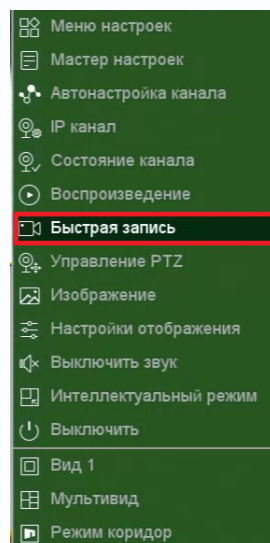 Меню настроек
Мастер настроек
Автонастройка канала
IP канал
Состояние канала
Воспроизведение
Быстрая запись
Управление PTZ
Изображение
Настройки отображения
Выключить звук
Интеллектуальный режим
Выключить
Вид 1
Мультивид
Режим коридор